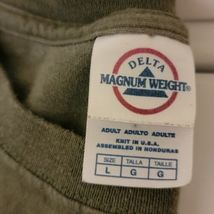 DELTA
MAGNUM WEIGHT®
ADULT ADULTO ADULTE
KNIT IN U.S.A.
ASSEMBLED IN HONDURAS
SIZE TALLA TAILLE
L G G